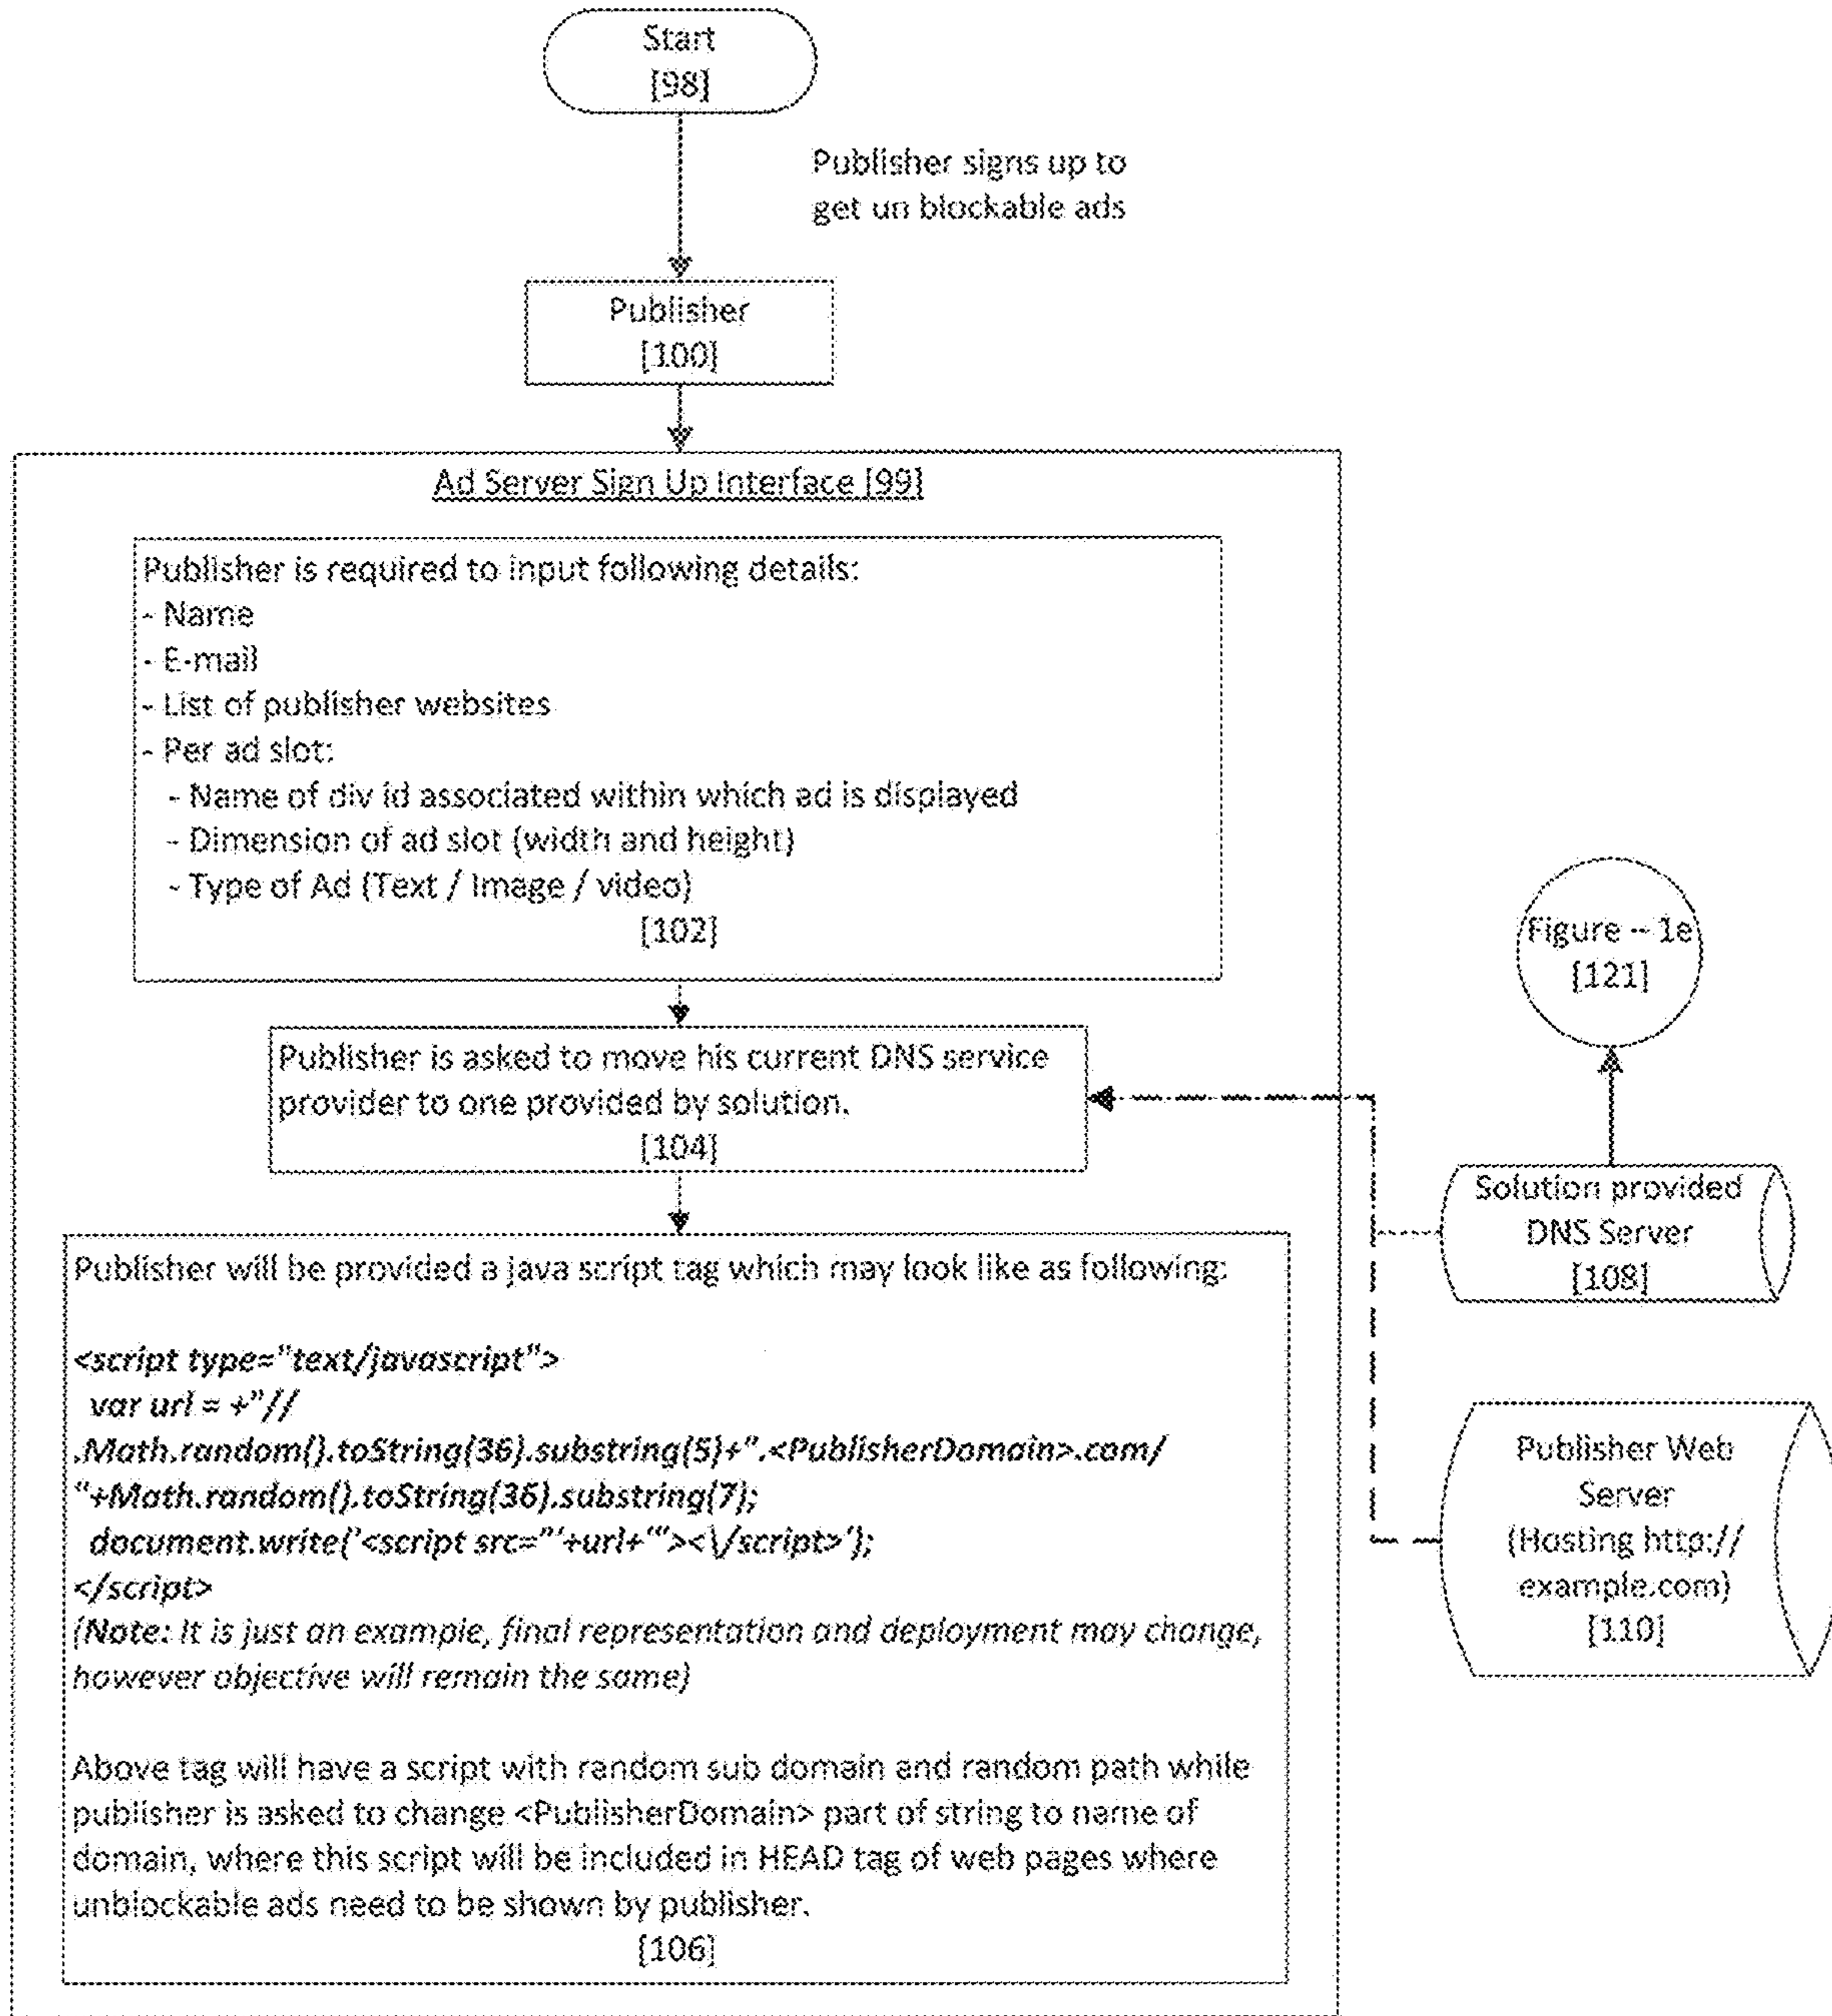 Start
[98]
Publisher signs up to
get un blockable ads
Publisher
[100]
Ad Server Sign Up Interface [99]
Publisher is required to input following details:
- Name
- E-mail
- List of publisher websites
- Per ad slot:
- Name of div id associated within which ad is displayed
- Dimension of ad slot (width and height)
- Type of Ad (Text / Image / video)
[102]
Publisher is asked to move his current DNS service
provider to one provided by solution.
[104]
Publisher will be provided a java script tag which may look like as following:
<script type="text/javascript">
var url = +"//
.Math.random().toString(36).substring(5)+".<PublisherDomain>.com/
"+Math.random().toString(36).substring(7);
document.write('<script src="'+url+'"><\/script>');
</script>
(Note: It is just an example, final representation and deployment may change,
however objective will remain the same)
Above tag will have a script with random sub domain and random path while
publisher is asked to change <PublisherDomain> part of string to name of
domain, where this script will be included in HEAD tag of web pages where
unblockable ads need to be shown by publisher.
[106]
Figure – 1e
[121]
Solution provided
DNS Server
[108]
Publisher Web
Server
(Hosting http://
example.com)
[110]